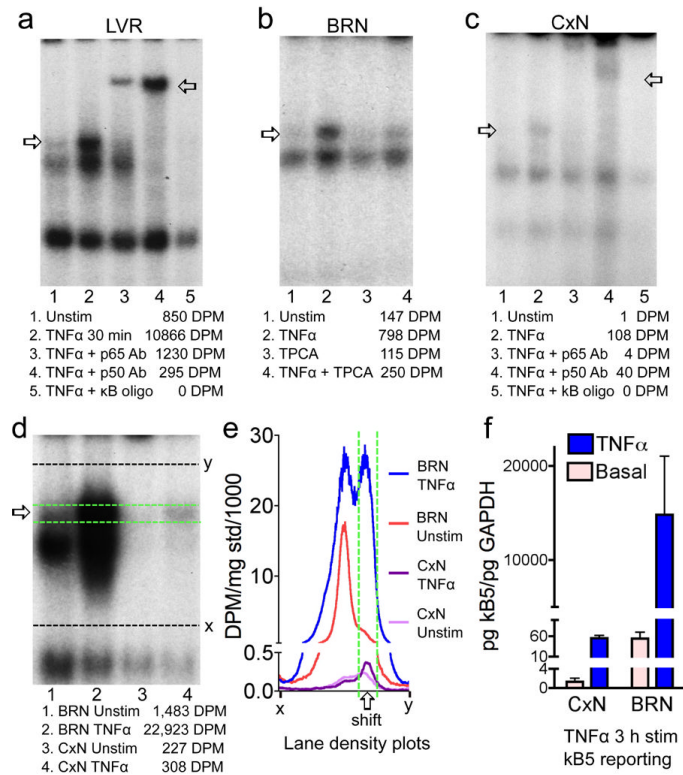 a
LVR
1 2 3 4 5
1. Unstim 850 DPM
2. TNFα 30 min 10866 DPM
3. TNFα + p65 Ab 1230 DPM
4. TNFα + p50 Ab 295 DPM
5. TNFα + κB oligo 0 DPM
b
BRN
1 2 3 4
1. Unstim 147 DPM
2. TNFα 798 DPM
3. TPCA 115 DPM
4. TNFα + TPCA 250 DPM
c
CxN
1 2 3 4 5
1. Unstim 1 DPM
2. TNFα 108 DPM
3. TNFα + p65 Ab 4 DPM
4. TNFα + p50 Ab 40 DPM
5. TNFα + kB oligo 0 DPM
d
y
x
1 2 3 4
1. BRN Unstim 1,483 DPM
2. BRN TNFα 22,923 DPM
3. CxN Unstim 227 DPM
4. CxN TNFα 308 DPM
e
DPM/mg std/1000
30
20
10
0.5
0.0
BRN
TNFα
BRN
Unstim
CxN
TNFα
CxN
Unstim
x y
shift
Lane density plots
f
TNFα
Basal
pg kB5/pg GAPDH
20000
10000
60
4
0
CxN BRN
TNFα 3 h stim
kB5 reporting